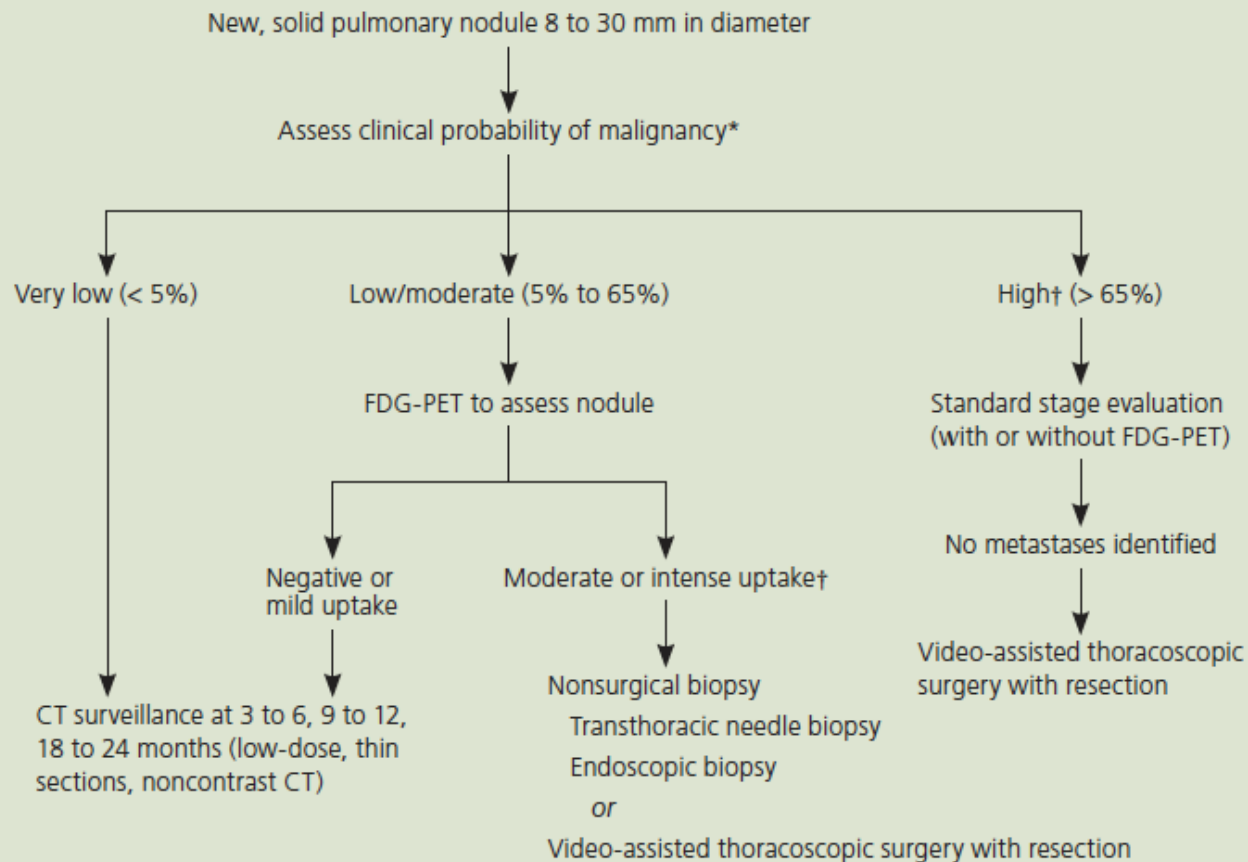 New, solid pulmonary nodule 8 to 30 mm in diameter
Assess clinical probability of malignancy*
Very low (< 5%)
Low/moderate (5% to 65%)
High† (> 65%)
FDG-PET to assess nodule
Standard stage evaluation
(with or without FDG-PET)
Negative or
mild uptake
Moderate or intense uptake†
No metastases identified
CT surveillance at 3 to 6, 9 to 12,
18 to 24 months (low-dose, thin
sections, noncontrast CT)
Nonsurgical biopsy
Transthoracic needle biopsy
Endoscopic biopsy
or
Video-assisted thoracoscopic surgery with resection
Video-assisted thoracoscopic
surgery with resection